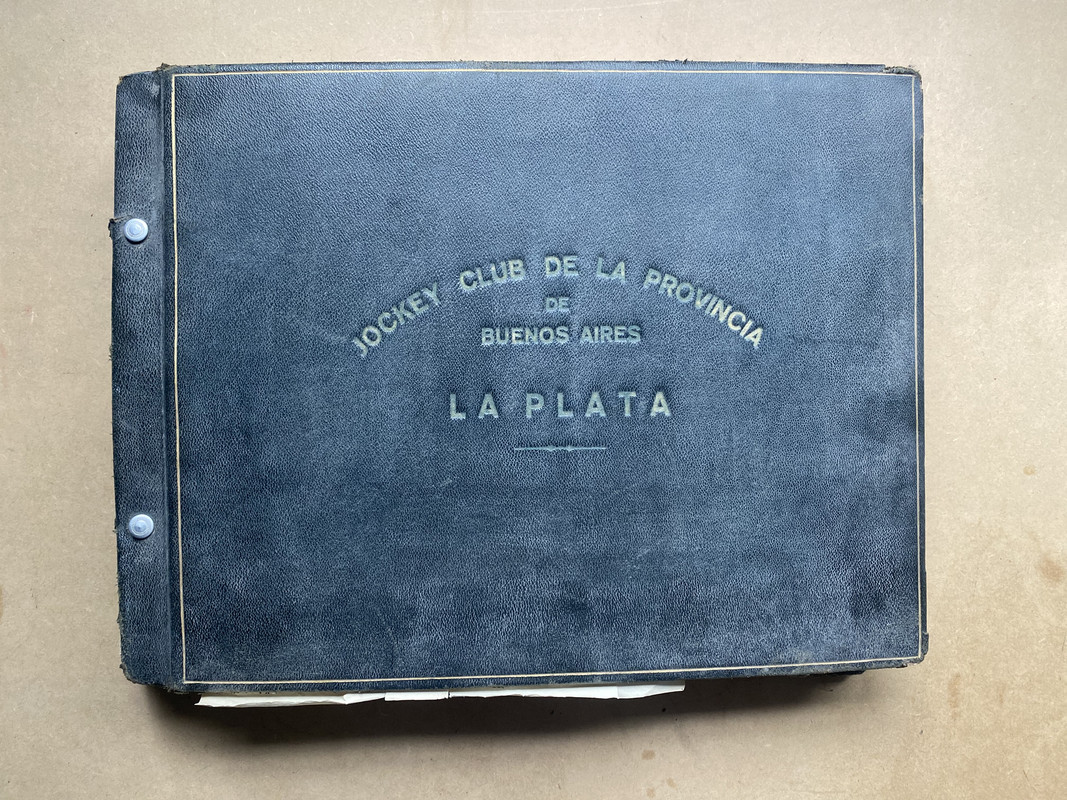 JOCKEY CLUB DE LA PROVINCIA
DE
BUENOS AIRES
LA PLATA